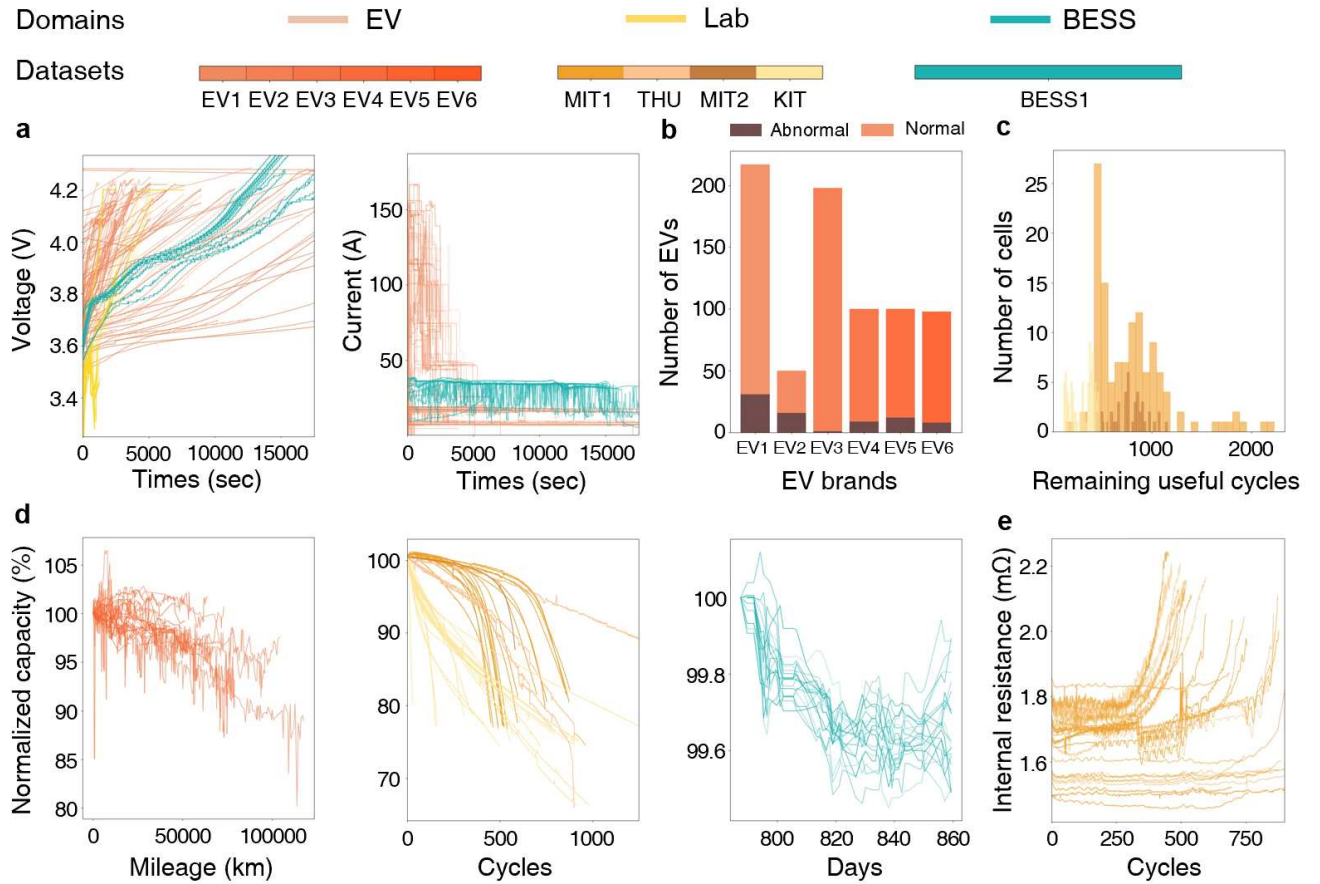 Domains EV Lab BESS
Datasets
EV1 EV2 EV3 EV4 EV5 EV6 MIT1 THU MIT2 KIT BESS1
a b Abnormal Normal c
Voltage (V)
4.2
4.0
3.8
3.6
3.4
0 5000 10000 15000
Times (sec)
Current (A)
150
100
50
0 5000 10000 15000
Times (sec)
Number of EVs
200
150
100
50
0
EV1 EV2 EV3 EV4 EV5 EV6
EV brands
Number of cells
25
20
15
10
5
0
1000 2000
Remaining useful cycles
d
Normalized capacity (%)
105
100
95
90
85
80
0 50000 100000
Mileage (km)
100
90
80
70
0 500 1000
Cycles
100
99.8
99.6
800 820 840 860
Days
e
Internal resistance (mΩ)
2.2
2.0
1.8
1.6
0 250 500 750
Cycles